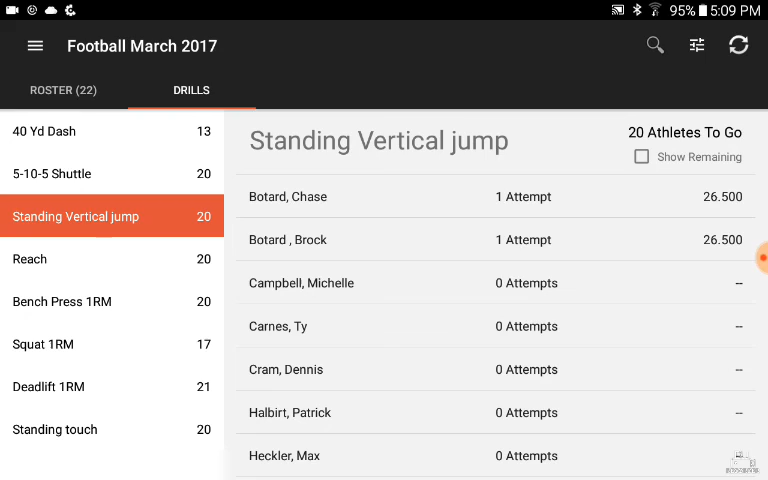 95% 5:09 PM
Football March 2017
ROSTER (22) DRILLS
40 Yd Dash 13
5-10-5 Shuttle 20
Standing Vertical jump 20
Reach 20
Bench Press 1RM 20
Squat 1RM 17
Deadlift 1RM 21
Standing touch 20
Standing Vertical jump
20 Athletes To Go
Show Remaining
Botard, Chase 1 Attempt 26.500
Botard , Brock 1 Attempt 26.500
Campbell, Michelle 0 Attempts --
Carnes, Ty 0 Attempts --
Cram, Dennis 0 Attempts --
Halbirt, Patrick 0 Attempts --
Heckler, Max 0 Attempts